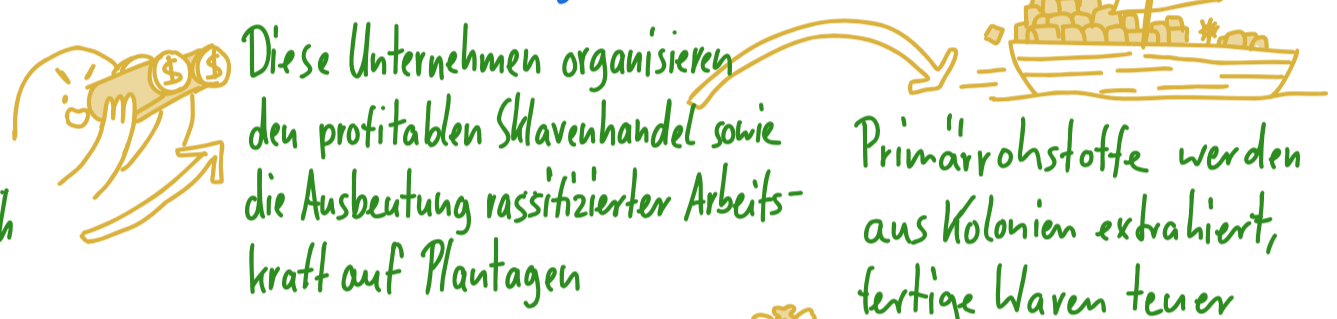 Diese Unternehmen organisieren
den profitablen Sklavenhandel sowie
die Ausbeutung rassifizierter Arbeits-
kraft auf Plantagen
Primärrohstoffe werden
aus Kolonien extrahiert,
fertige Waren teuer
$ $
h